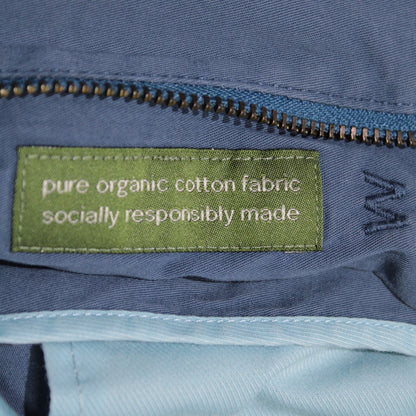 pure organic cotton fabric
socially responsibly made
M